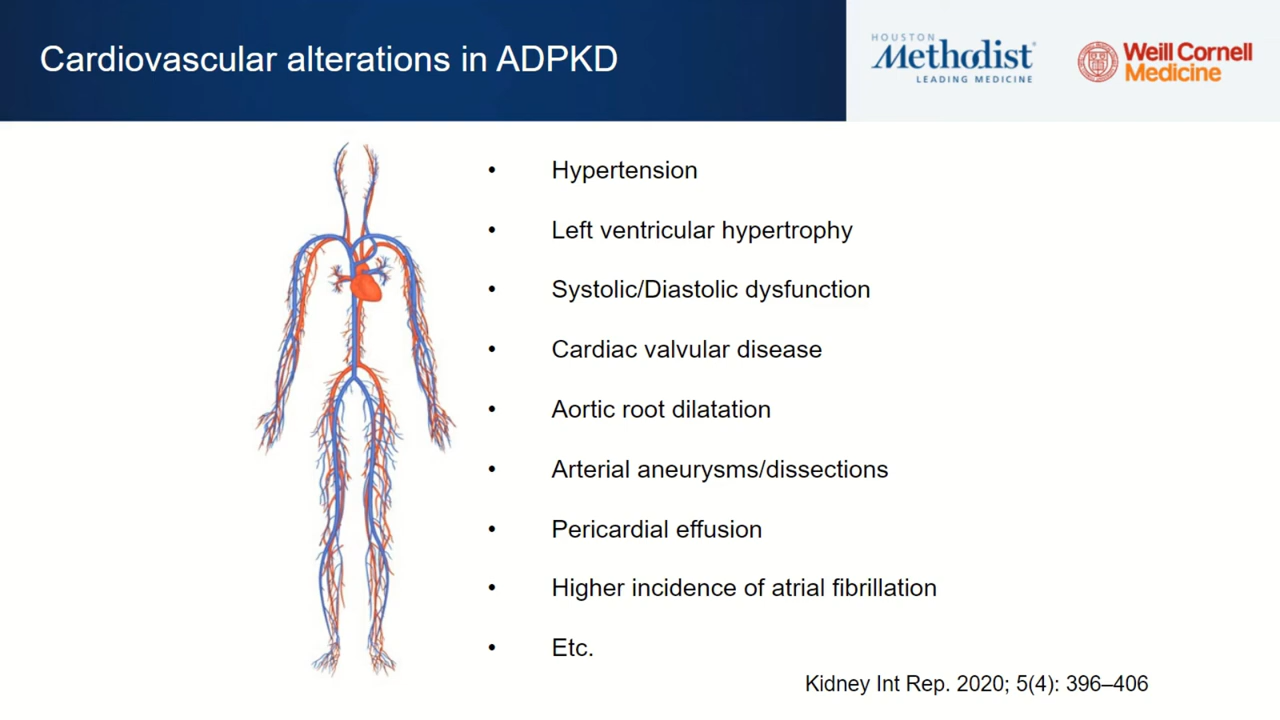 Cardiovascular alterations in ADPKD
HOUSTON
Methodist
LEADING MEDICINE
Weill Cornell
Medicine
• Hypertension
• Left ventricular hypertrophy
• Systolic/Diastolic dysfunction
• Cardiac valvular disease
• Aortic root dilatation
• Arterial aneurysms/dissections
• Pericardial effusion
• Higher incidence of atrial fibrillation
• Etc.
Kidney Int Rep. 2020; 5(4): 396–406